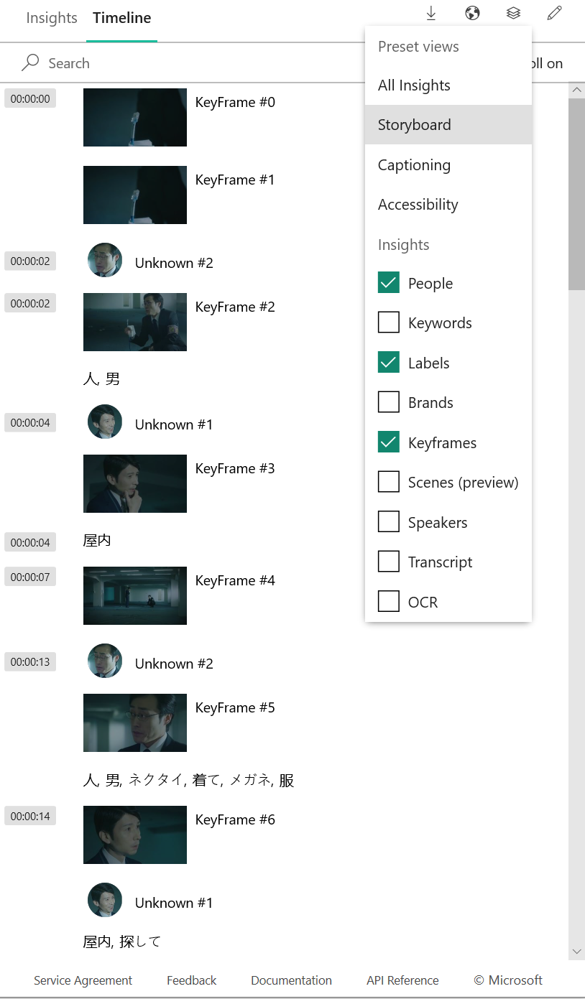 Insights Timeline
Search
oll on
00:00:00
KeyFrame #0
KeyFrame #1
00:00:02
Unknown #2
00:00:02
KeyFrame #2
人, 男
00:00:04
Unknown #1
KeyFrame #3
00:00:04
屋内
00:00:07
KeyFrame #4
00:00:13
Unknown #2
KeyFrame #5
人, 男, ネクタイ, 着て, メガネ, 服
00:00:14
KeyFrame #6
Unknown #1
屋内, 探して
Preset views
All Insights
Storyboard
Captioning
Accessibility
Insights
People
Keywords
Labels
Brands
Keyframes
Scenes (preview)
Speakers
Transcript
OCR
Service Agreement Feedback Documentation API Reference © Microsoft